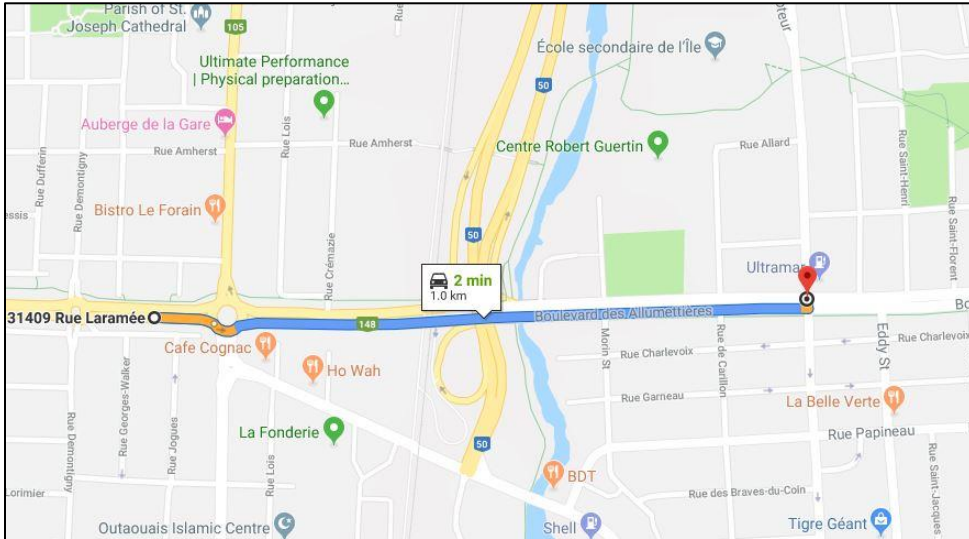 Parish of St.
Joseph Cathedral
105
Ultimate Performance
| Physical preparation...
École secondaire de l'Île
50
Auberge de la Gare
Rue Lois
Rue Amherst
Rue Amherst
Centre Robert Guertin
Rue Allard
Rue Dufferin
Rue Demontigny
Rue Saint-Henri
Rue Saint-Florent
Bistro Le Forain
Rue Crémazie
50
Ultramar
2 min
1.0 km
31409 Rue Laramée
148
Boulevard des Allumettières
Cafe Cognac
Ho Wah
Morin St
Rue Charlevoix
Rue de Carillon
Eddy St
Rue Charlevoix
Rue Georges-Walker
Rue Garneau
La Belle Verte
Rue Demontigny
Rue Jogues
La Fonderie
Rue Lois
50
Rue Papineau
BDT
Rue Saint-Jacques
Lorimier
Rue des Braves-du-Coin
Outaouais Islamic Centre
Shell
Tigre Géant